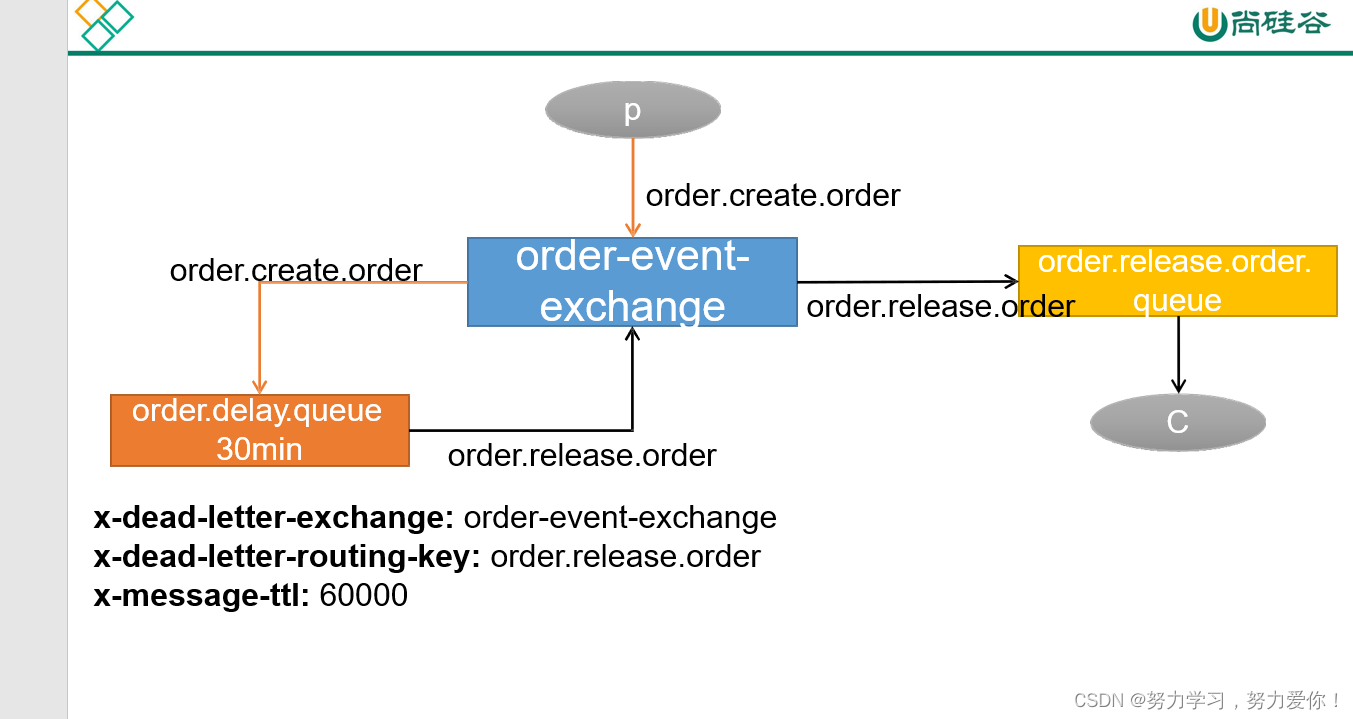 尚硅谷
p
order.create.order
order-event-
exchange
order.create.order
order.release.order.
queue
order.release.order
order.delay.queue
30min
C
order.release.order
x-dead-letter-exchange: order-event-exchange
x-dead-letter-routing-key: order.release.order
x-message-ttl: 60000
CSDN @努力学习，努力爱你！